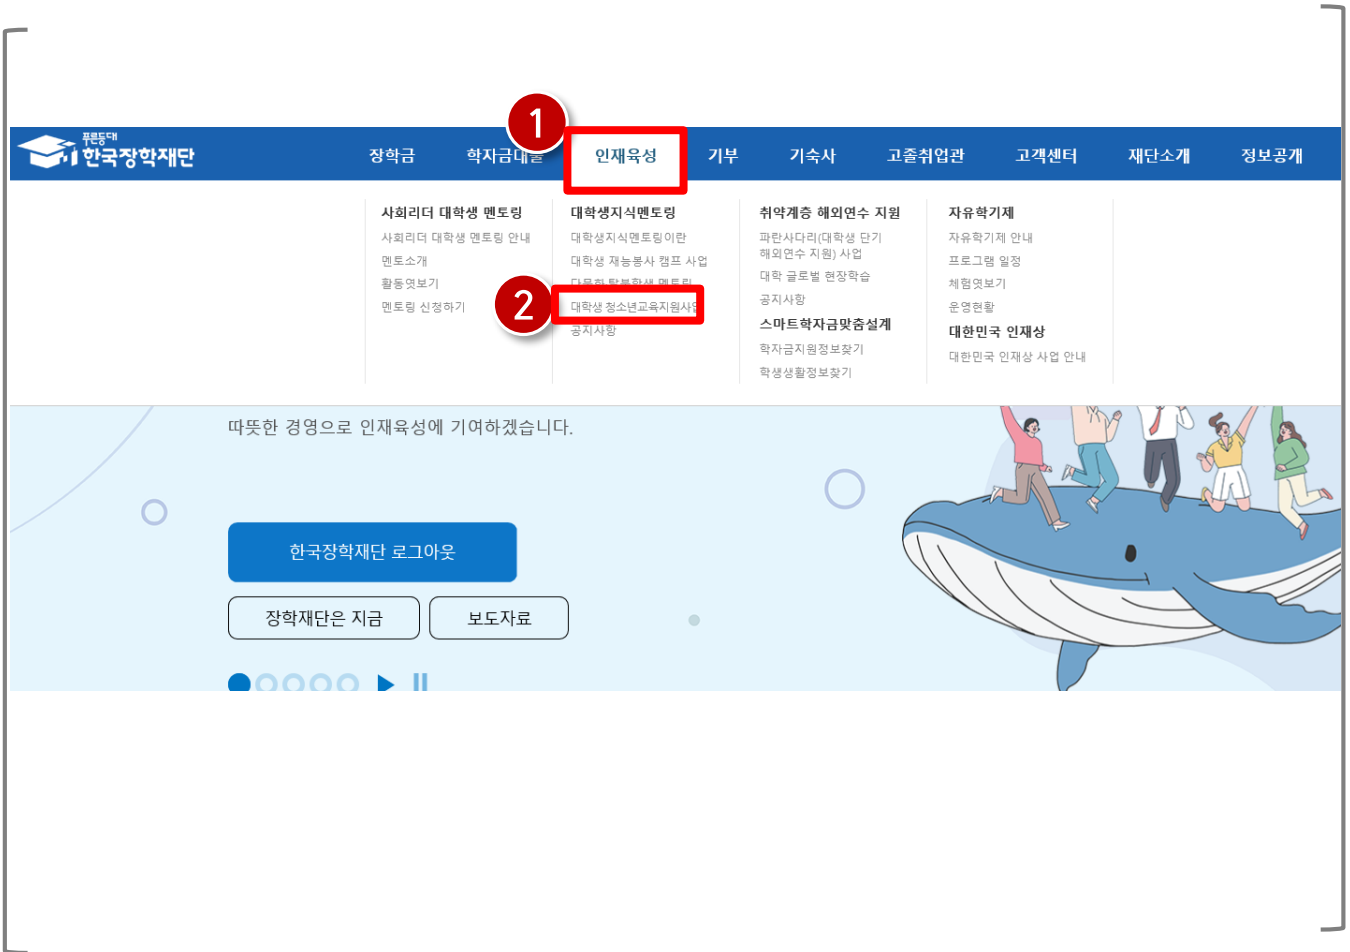 푸른등대
한국장학재단
장학금 학자금대출 인재육성 기부 기숙사 고졸취업관 고객센터 재단소개 정보공개
1
사회리더 대학생 멘토링
사회리더 대학생 멘토링 안내
멘토소개
활동엿보기
멘토링 신청하기
대학생지식멘토링
대학생지식멘토링이란
대학생 재능봉사 캠프 사업
다문화·탈북학생 멘토링
2
대학생 청소년교육지원사업
공지사항
취약계층 해외연수 지원
파란사다리(대학생 단기
해외연수 지원) 사업
대학 글로벌 현장학습
공지사항
스마트학자금맞춤설계
학자금지원정보찾기
학생생활정보찾기
자유학기제
자유학기제 안내
프로그램 일정
체험엿보기
운영현황
대한민국 인재상
대한민국 인재상 사업 안내
따뜻한 경영으로 인재육성에 기여하겠습니다.
한국장학재단 로그아웃
장학재단은 지금
보도자료